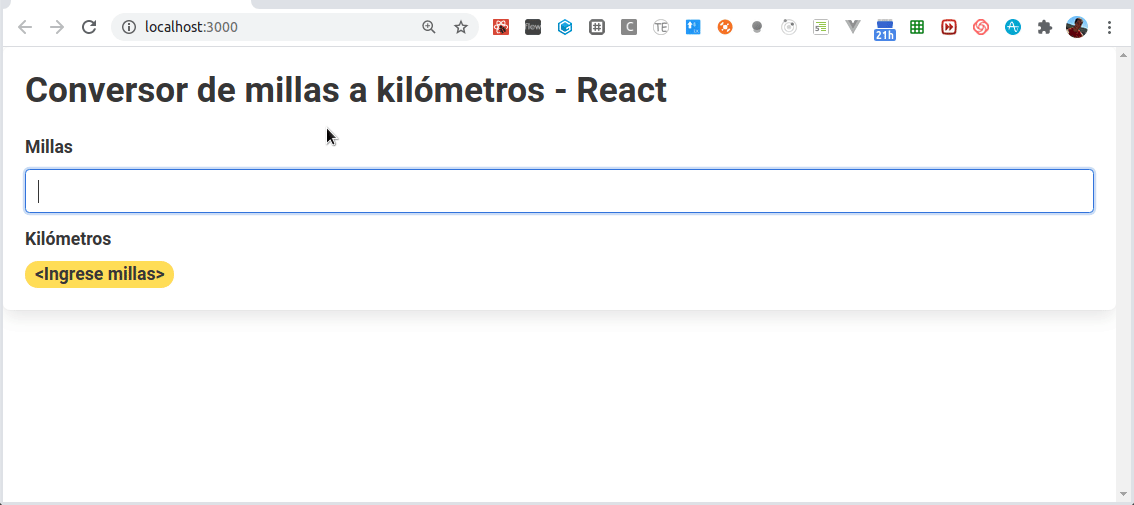 localhost:3000
flow
C
TE
21h
Conversor de millas a kilómetros - React
Millas
Kilómetros
<Ingrese millas>